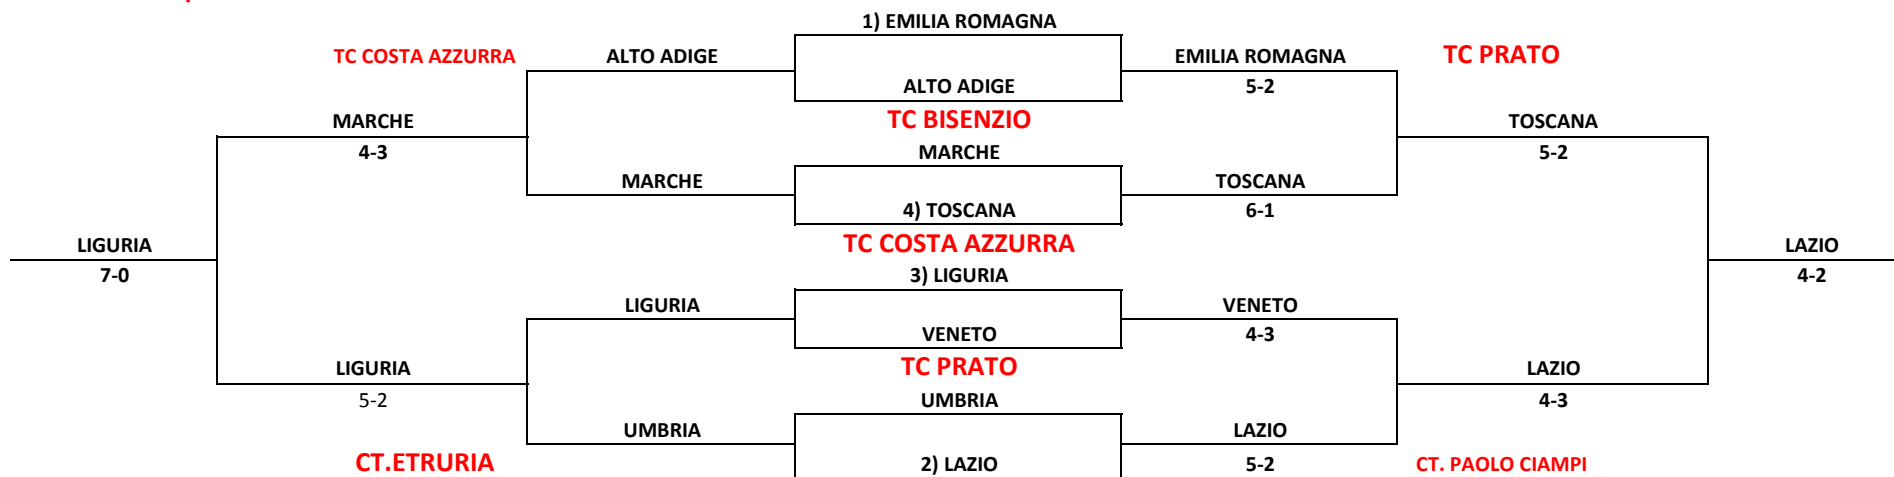 1) EMILIA ROMAGNA
TC COSTA AZZURRA ALTO ADIGE EMILIA ROMAGNA TC PRATO
ALTO ADIGE 5-2
MARCHE TC BISENZIO TOSCANA
4-3 MARCHE 5-2
MARCHE TOSCANA
4) TOSCANA 6-1
LIGURIA TC COSTA AZZURRA LAZIO
7-0 3) LIGURIA 4-2
LIGURIA VENETO
VENETO 4-3
LIGURIA TC PRATO LAZIO
5-2 UMBRIA 4-3
UMBRIA LAZIO
CT.ETRURIA 2) LAZIO 5-2 CT. PAOLO CIAMPI